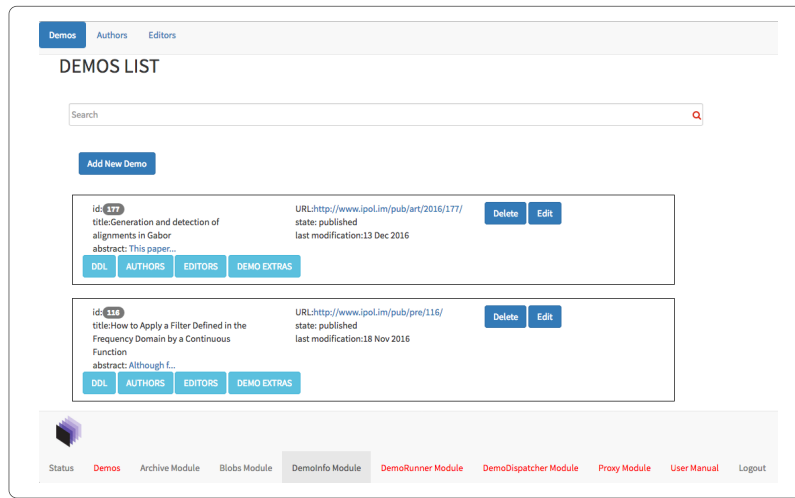 Demos Authors Editors
DEMOS LIST
Search
Add New Demo
id:177
title:Generation and detection of
alignments in Gabor
abstract: This paper...
URL:http://www.ipol.im/pub/art/2016/177/
state: published
last modification:13 Dec 2016
Delete Edit
DDL AUTHORS EDITORS DEMO EXTRAS
id:116
title:How to Apply a Filter Defined in the
Frequency Domain by a Continuous
Function
abstract: Although f...
URL:http://www.ipol.im/pub/pre/116/
state: published
last modification:18 Nov 2016
Delete Edit
DDL AUTHORS EDITORS DEMO EXTRAS
Status Demos Archive Module Blobs Module DemoInfo Module DemoRunner Module DemoDispatcher Module Proxy Module User Manual Logout